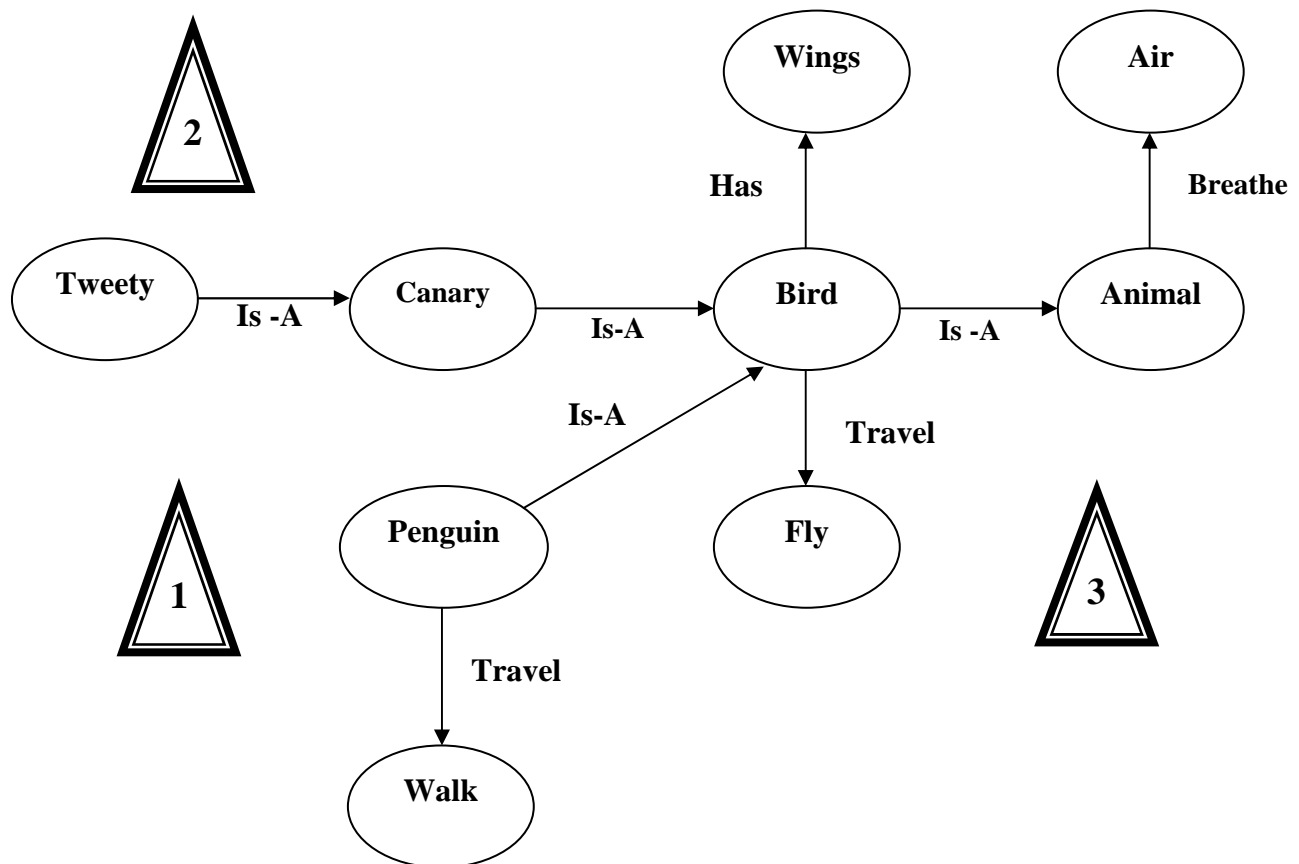 Wings
Air
2
Has
Breathe
Tweety
Canary
Bird
Animal
Is -A
Is-A
Is -A
Is-A
Travel
Penguin
Fly
1
3
Travel
Walk